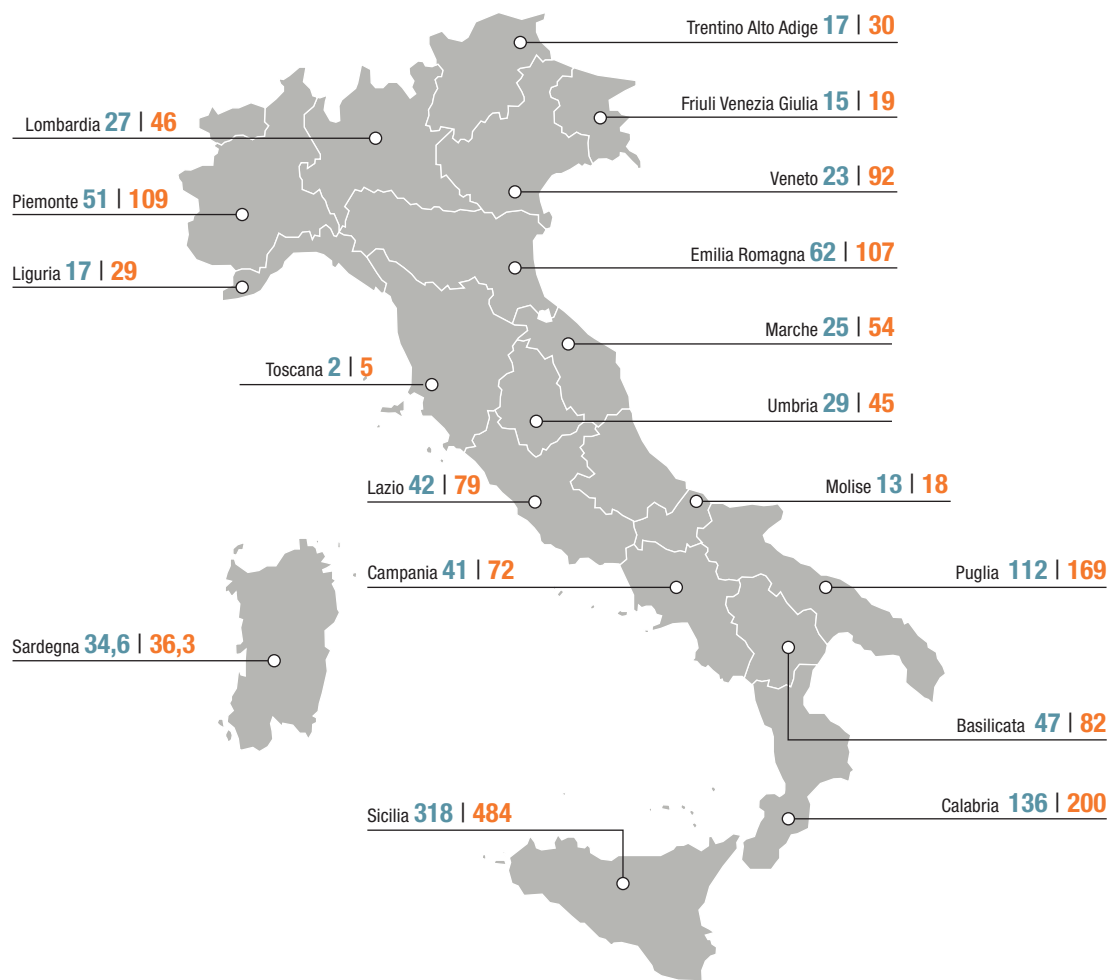 Trentino Alto Adige 17 | 30
Friuli Venezia Giulia 15 | 19
Lombardia 27 | 46
Veneto 23 | 92
Piemonte 51 | 109
Emilia Romagna 62 | 107
Liguria 17 | 29
Marche 25 | 54
Toscana 2 | 5
Umbria 29 | 45
Lazio 42 | 79
Molise 13 | 18
Campania 41 | 72
Puglia 112 | 169
Sardegna 34,6 | 36,3
Basilicata 47 | 82
Sicilia 318 | 484
Calabria 136 | 200